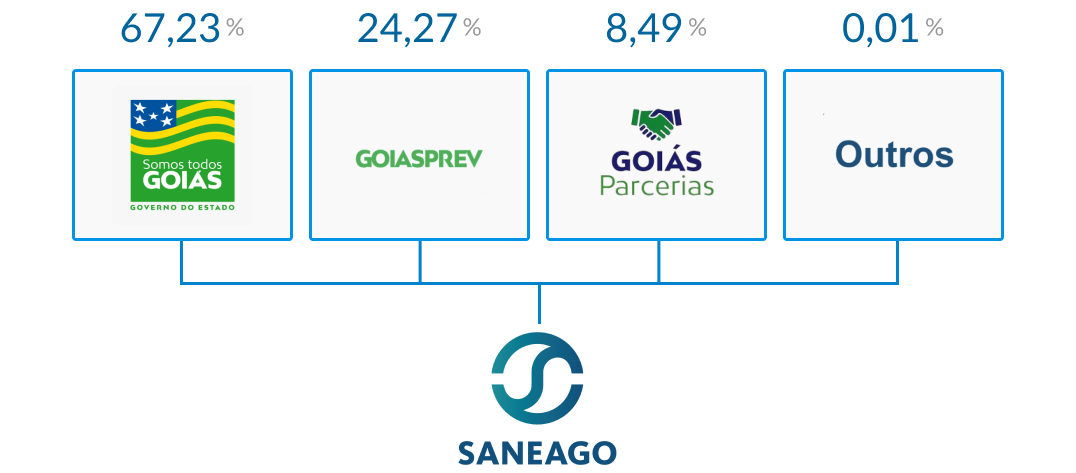 67,23 %
24,27 %
8,49 %
0,01 %
Somos todos
GOIÁS
GOVERNO DO ESTADO
GOIASPREV
GOIÁS
Parcerias
Outros
SANEAGO